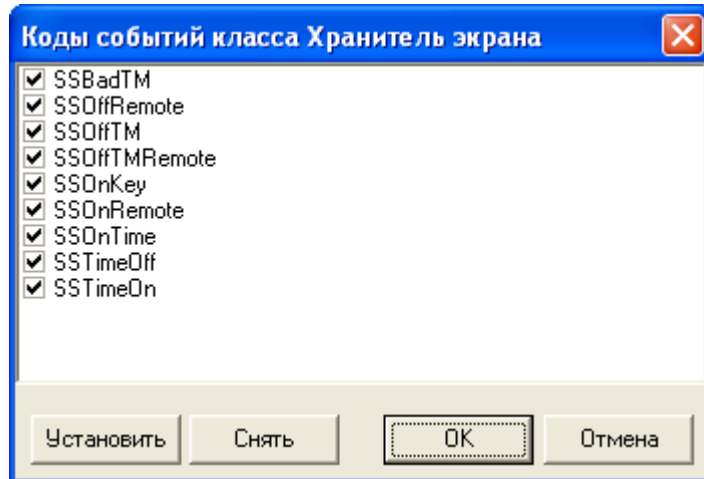 Коды событий класса Хранитель экрана
SSBadTM
SSOffRemote
SSOffTM
SSOffTMRemote
SSOnKey
SSOnRemote
SSOnTime
SSTimeOff
SSTimeOn
Установить Снять OK Отмена